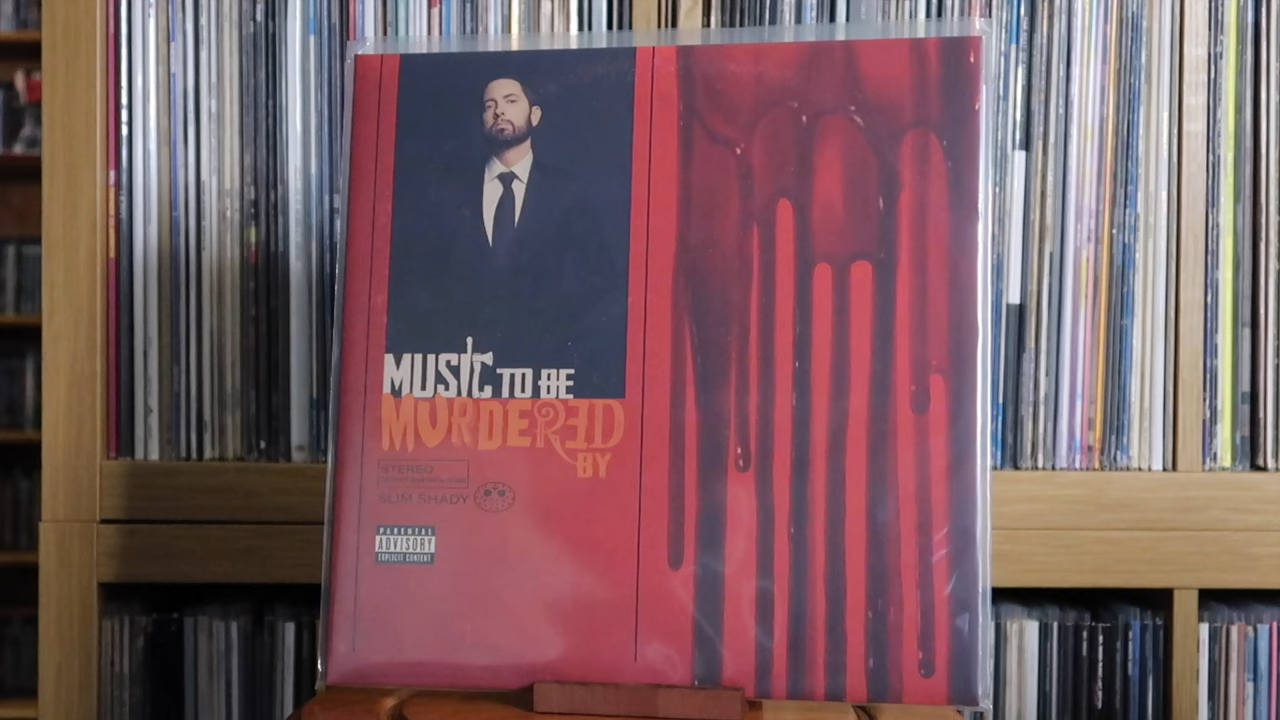 MUSIC TO BE
MURDERED
BY
STEREO
SLIM SHADY
PARENTAL
ADVISORY
EXPLICIT CONTENT